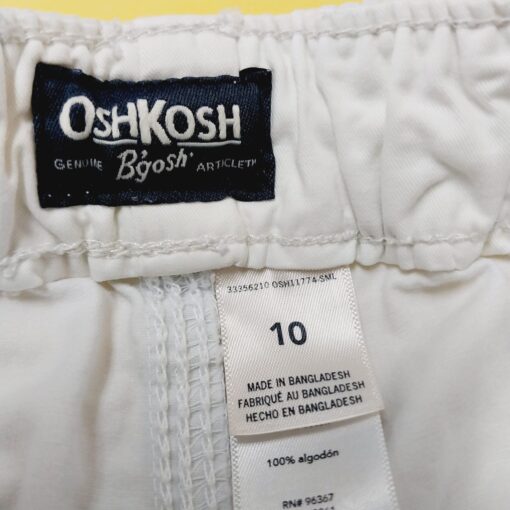 OSHKOSH
GENUINE B'gosh ARTICLE™
33356210 OSH11774-SML
10
MADE IN BANGLADESH
FABRIQUÉ AU BANGLADESH
HECHO EN BANGLADESH
100% algodón
RN# 96367